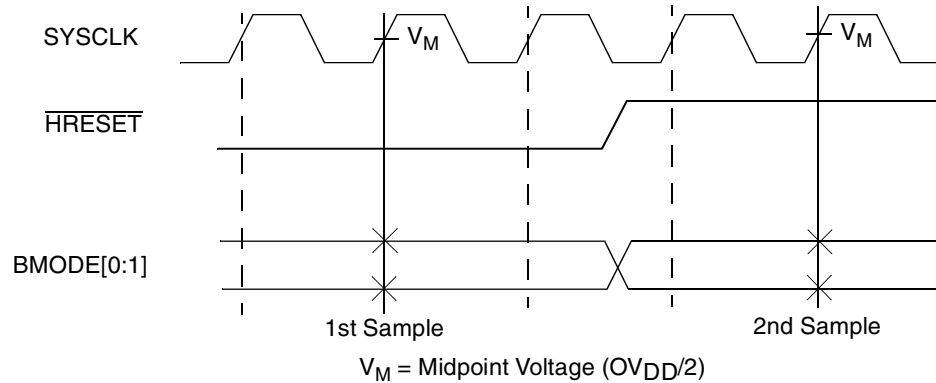 SYSCLK
V_M
V_M
HRESET
BMODE[0:1]
1st Sample
2nd Sample
V_M = Midpoint Voltage (OV_DD/2)